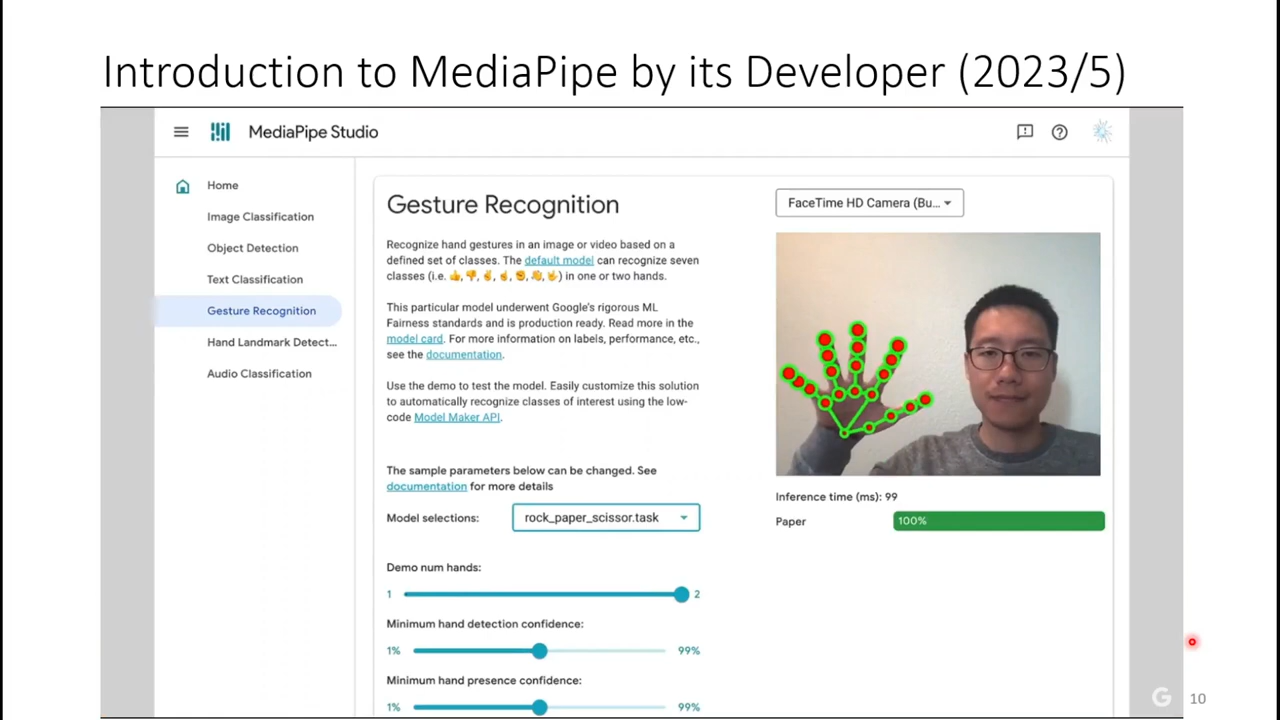 Introduction to MediaPipe by its Developer (2023/5)
MediaPipe Studio
Home
Image Classification
Object Detection
Text Classification
Gesture Recognition
Hand Landmark Detect...
Audio Classification
Gesture Recognition
Recognize hand gestures in an image or video based on a
defined set of classes. The default model can recognize seven
classes (i.e. 👍, 👎, ✌️, ☝️, ✊, 👋, 🤟) in one or two hands.
This particular model underwent Google's rigorous ML
Fairness standards and is production ready. Read more in the
model card. For more information on labels, performance, etc.,
see the documentation.
Use the demo to test the model. Easily customize this solution
to automatically recognize classes of interest using the low-
code Model Maker API.
The sample parameters below can be changed. See
documentation for more details
Model selections:
rock_paper_scissor.task
Demo num hands:
1
2
Minimum hand detection confidence:
1%
99%
Minimum hand presence confidence:
1%
99%
FaceTime HD Camera (Bu...
Inference time (ms): 99
Paper
100%
G
10